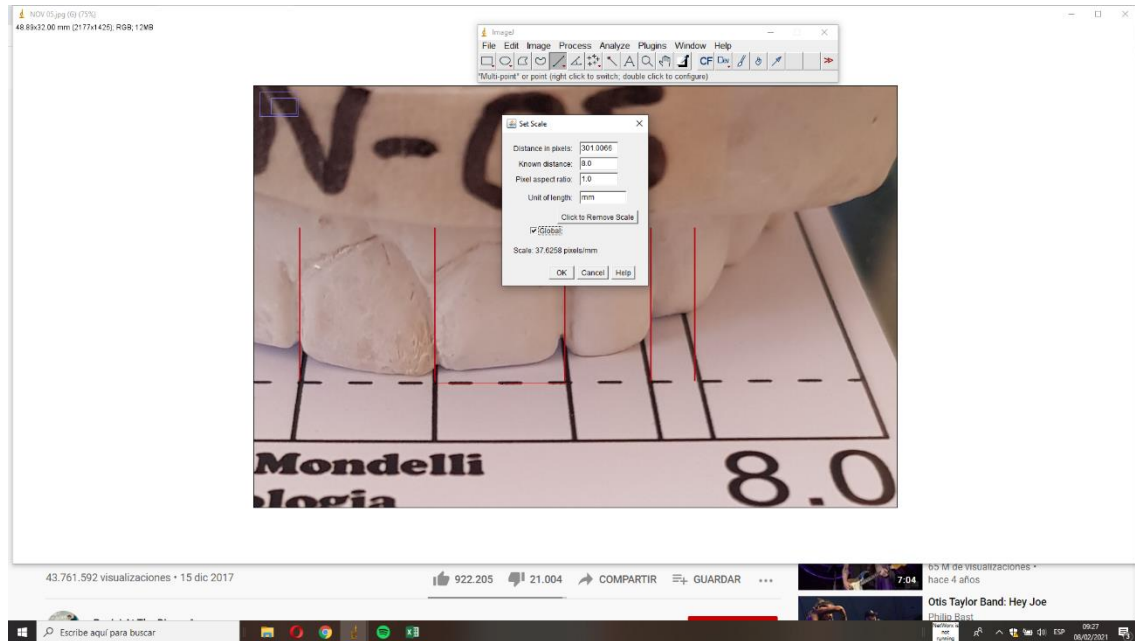 NOV 05.jpg (G) (75%)
48.89x32.00 mm (2177x1425); RGB; 12MB
ImageJ
File Edit Image Process Analyze Plugins Window Help
CF Dev
"Multi-point" or point (right click to switch; double click to configure)
N-05
Set Scale
Distance in pixels: 301.0066
Known distance: 8.0
Pixel aspect ratio: 1.0
Unit of length: mm
Click to Remove Scale
Global
Scale: 37.6258 pixels/mm
OK Cancel Help
Mondelli
8.0
ologia
43.761.592 visualizaciones • 15 dic 2017
922.205 21.004 COMPARTIR GUARDAR
7:04
65 M de visualizaciones •
hace 4 años
Otis Taylor Band: Hey Joe
Philip Bast
Escribe aquí para buscar
not
running
ESP
09:27
08/02/2021